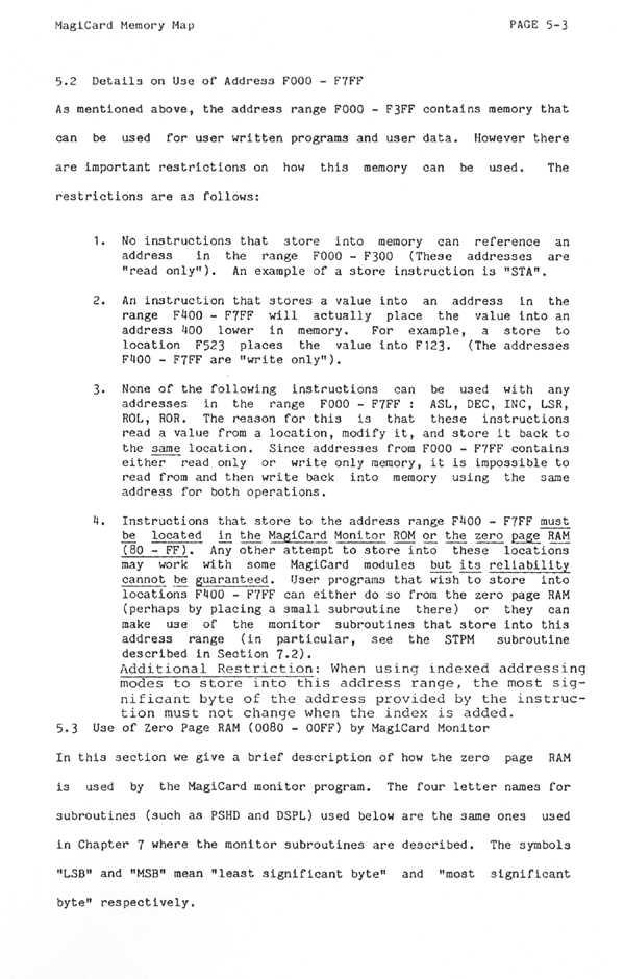 MagiCard Memory Map PAGE 5-3
5.2 Details on Use of Address F000 - F7FF
As mentioned above, the address range F000 - F3FF contains memory that
can be used for user written programs and user data. However there
are important restrictions on how this memory can be used. The
restrictions are as follows:
1. No instructions that store into memory can reference an
address in the range F000 - F300 (These addresses are
"read only"). An example of a store instruction is "STA".
2. An instruction that stores a value into an address in the
range F400 - F7FF will actually place the value into an
address 400 lower in memory. For example, a store to
location F523 places the value into F123. (The addresses
F400 - F7FF are "write only").
3. None of the following instructions can be used with any
addresses in the range F000 - F7FF : ASL, DEC, INC, LSR,
ROL, ROR. The reason for this is that these instructions
read a value from a location, modify it, and store it back to
the same location. Since addresses from F000 - F7FF contains
either read only or write only memory, it is impossible to
read from and then write back into memory using the same
address for both operations.
4. Instructions that store to the address range F400 - F7FF must
be located in the MagiCard Monitor ROM or the zero page RAM
(80 - FF). Any other attempt to store into these locations
may work with some MagiCard modules but its reliability
cannot be guaranteed. User programs that wish to store into
locations F400 - F7FF can either do so from the zero page RAM
(perhaps by placing a small subroutine there) or they can
make use of the monitor subroutines that store into this
address range (in particular, see the STPM subroutine
described in Section 7.2).
Additional Restriction: When using indexed addressing
modes to store into this address range, the most sig-
nificant byte of the address provided by the instruc-
tion must not change when the index is added.
5.3 Use of Zero Page RAM (0080 - 00FF) by MagiCard Monitor
In this section we give a brief description of how the zero page RAM
is used by the MagiCard monitor program. The four letter names for
subroutines (such as PSHD and DSPL) used below are the same ones used
in Chapter 7 where the monitor subroutines are described. The symbols
"LSB" and "MSB" mean "least significant byte" and "most significant
byte" respectively.